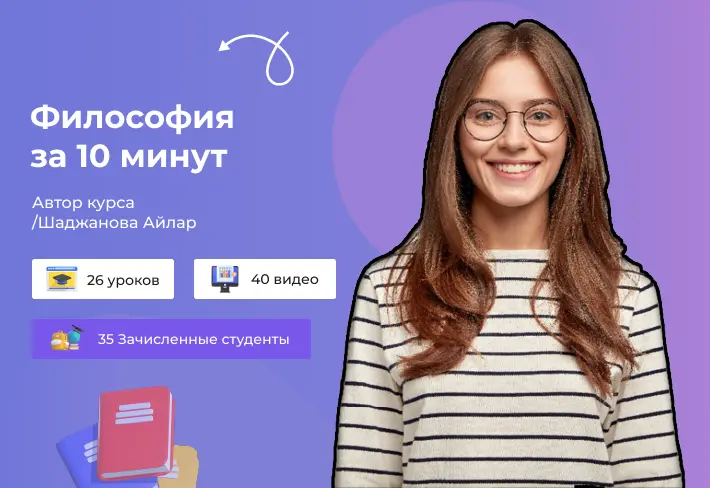 Философия
за 10 минут
Автор курса
/Шаджанова Айлар
26 уроков
40 видео
35 Зачисленные студенты